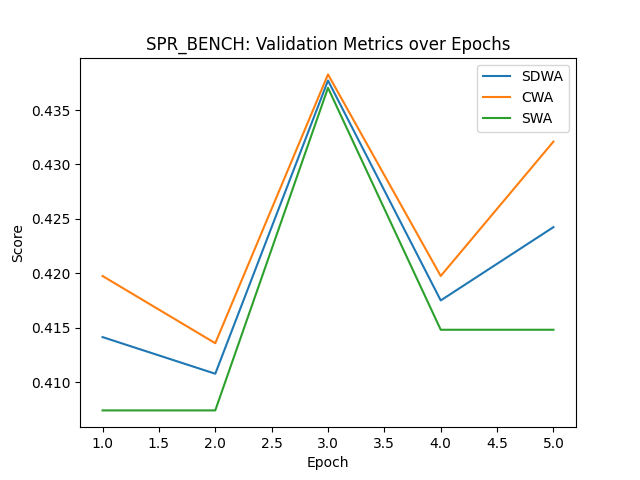 SPR_BENCH: Validation Metrics over Epochs
SDWA
CWA
SWA
Score
0.435
0.430
0.425
0.420
0.415
0.410
1.0 1.5 2.0 2.5 3.0 3.5 4.0 4.5 5.0
Epoch